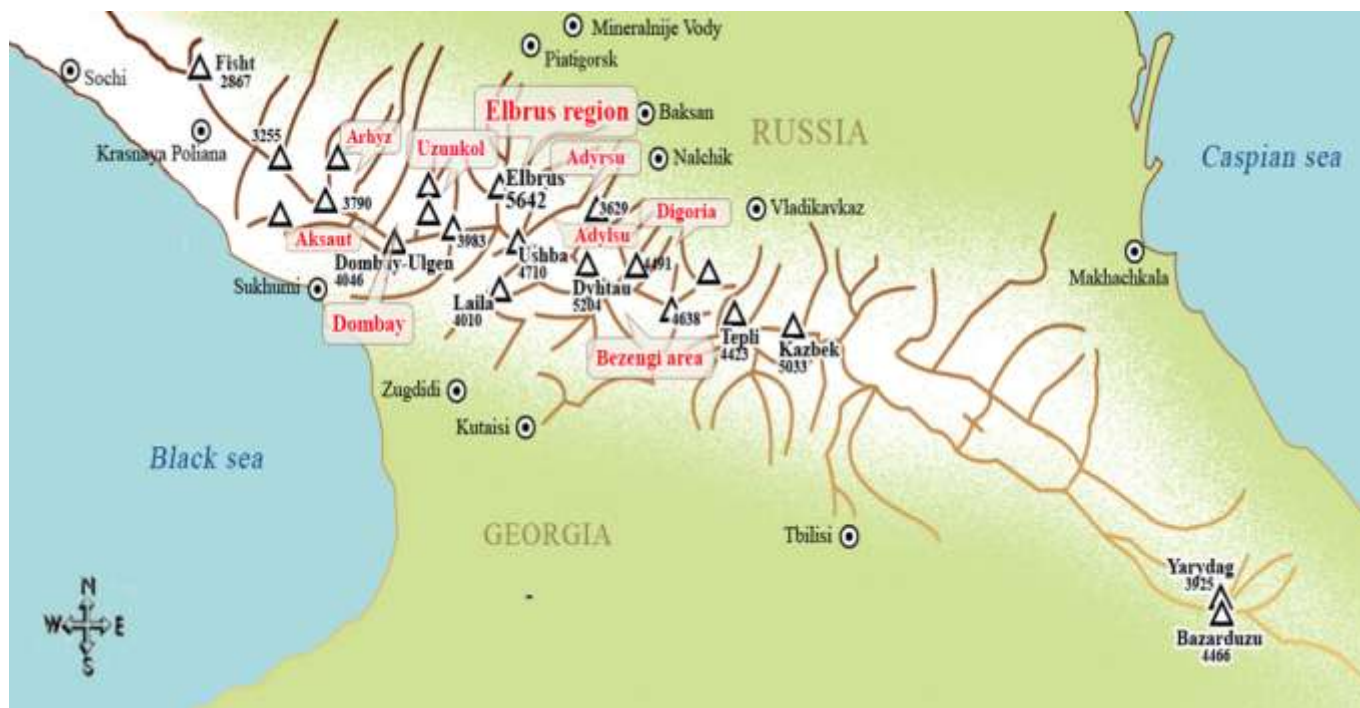 Mineralnije Vody
Piatigorsk
Fisht
2867
Sochi
Elbrus region
Baksan
RUSSIA
3255
Arhyz
Krasnaya Poliana
Uzunkol
Adyrsu
Nalchik
Caspian sea
Elbrus
5642
3790
3629
Digoria
Vladikavkaz
Aksaut
3983
Adylsu
Ushba
4710
Dombay-Ulgen
4046
4491
Makhachkala
Sukhumi
Laila
4010
Dyhtau
5204
4638
Dombay
Tepli
4423
Kazbek
5033
Bezengi area
Zugdidi
Kutaisi
Black sea
GEORGIA
Tbilisi
Yarydag
3925
N
W E
S
Bazarduzu
4466